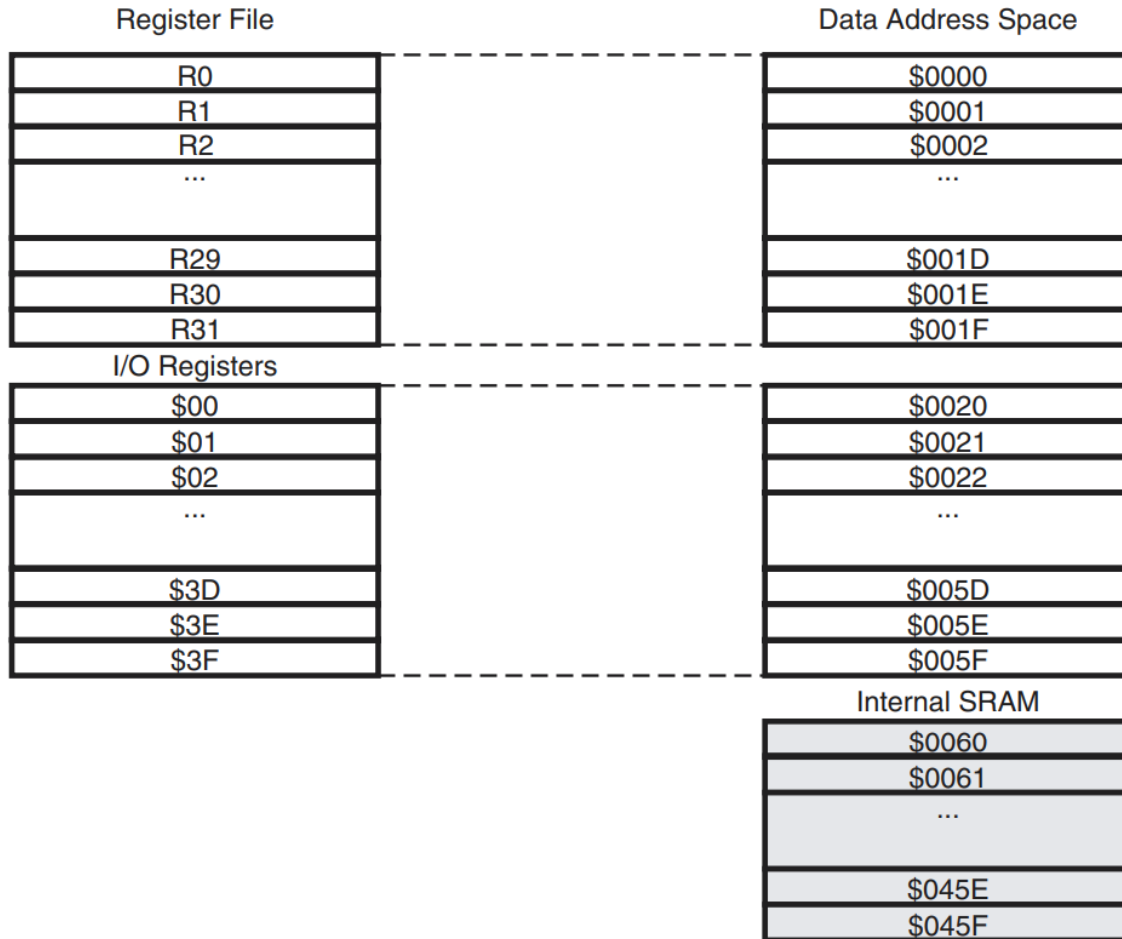 Register File Data Address Space
R0 $0000
R1 $0001
R2 $0002
... ...
R29 $001D
R30 $001E
R31 $001F
I/O Registers
$00 $0020
$01 $0021
$02 $0022
... ...
$3D $005D
$3E $005E
$3F $005F
Internal SRAM
$0060
$0061
...
$045E
$045F